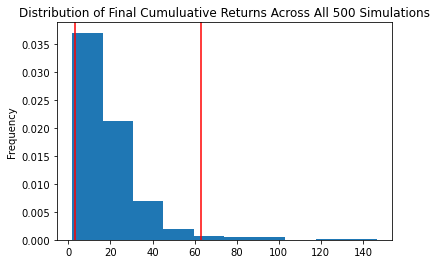 Distribution of Final Cumuluative Returns Across All 500 Simulations
Frequency
0.035
0.030
0.025
0.020
0.015
0.010
0.005
0.000
0 20 40 60 80 100 120 140